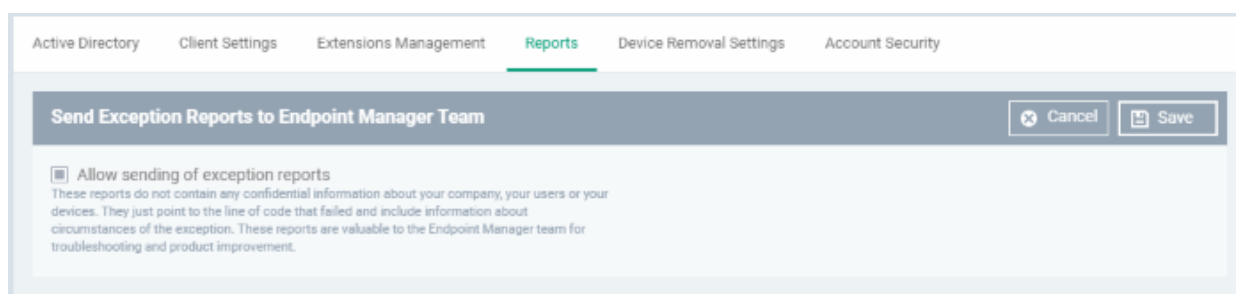 Active Directory Client Settings Extensions Management Reports Device Removal Settings Account Security
Send Exception Reports to Endpoint Manager Team Cancel Save
Allow sending of exception reports
These reports do not contain any confidential information about your company, your users or your
devices. They just point to the line of code that failed and include information about
circumstances of the exception. These reports are valuable to the Endpoint Manager team for
troubleshooting and product improvement.